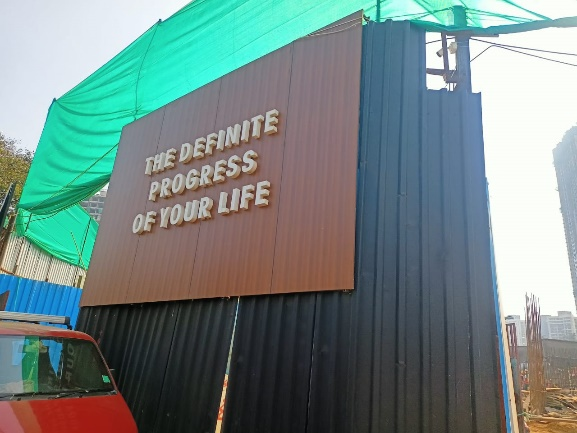 THE DEFINITE
PROGRESS
OF YOUR LIFE